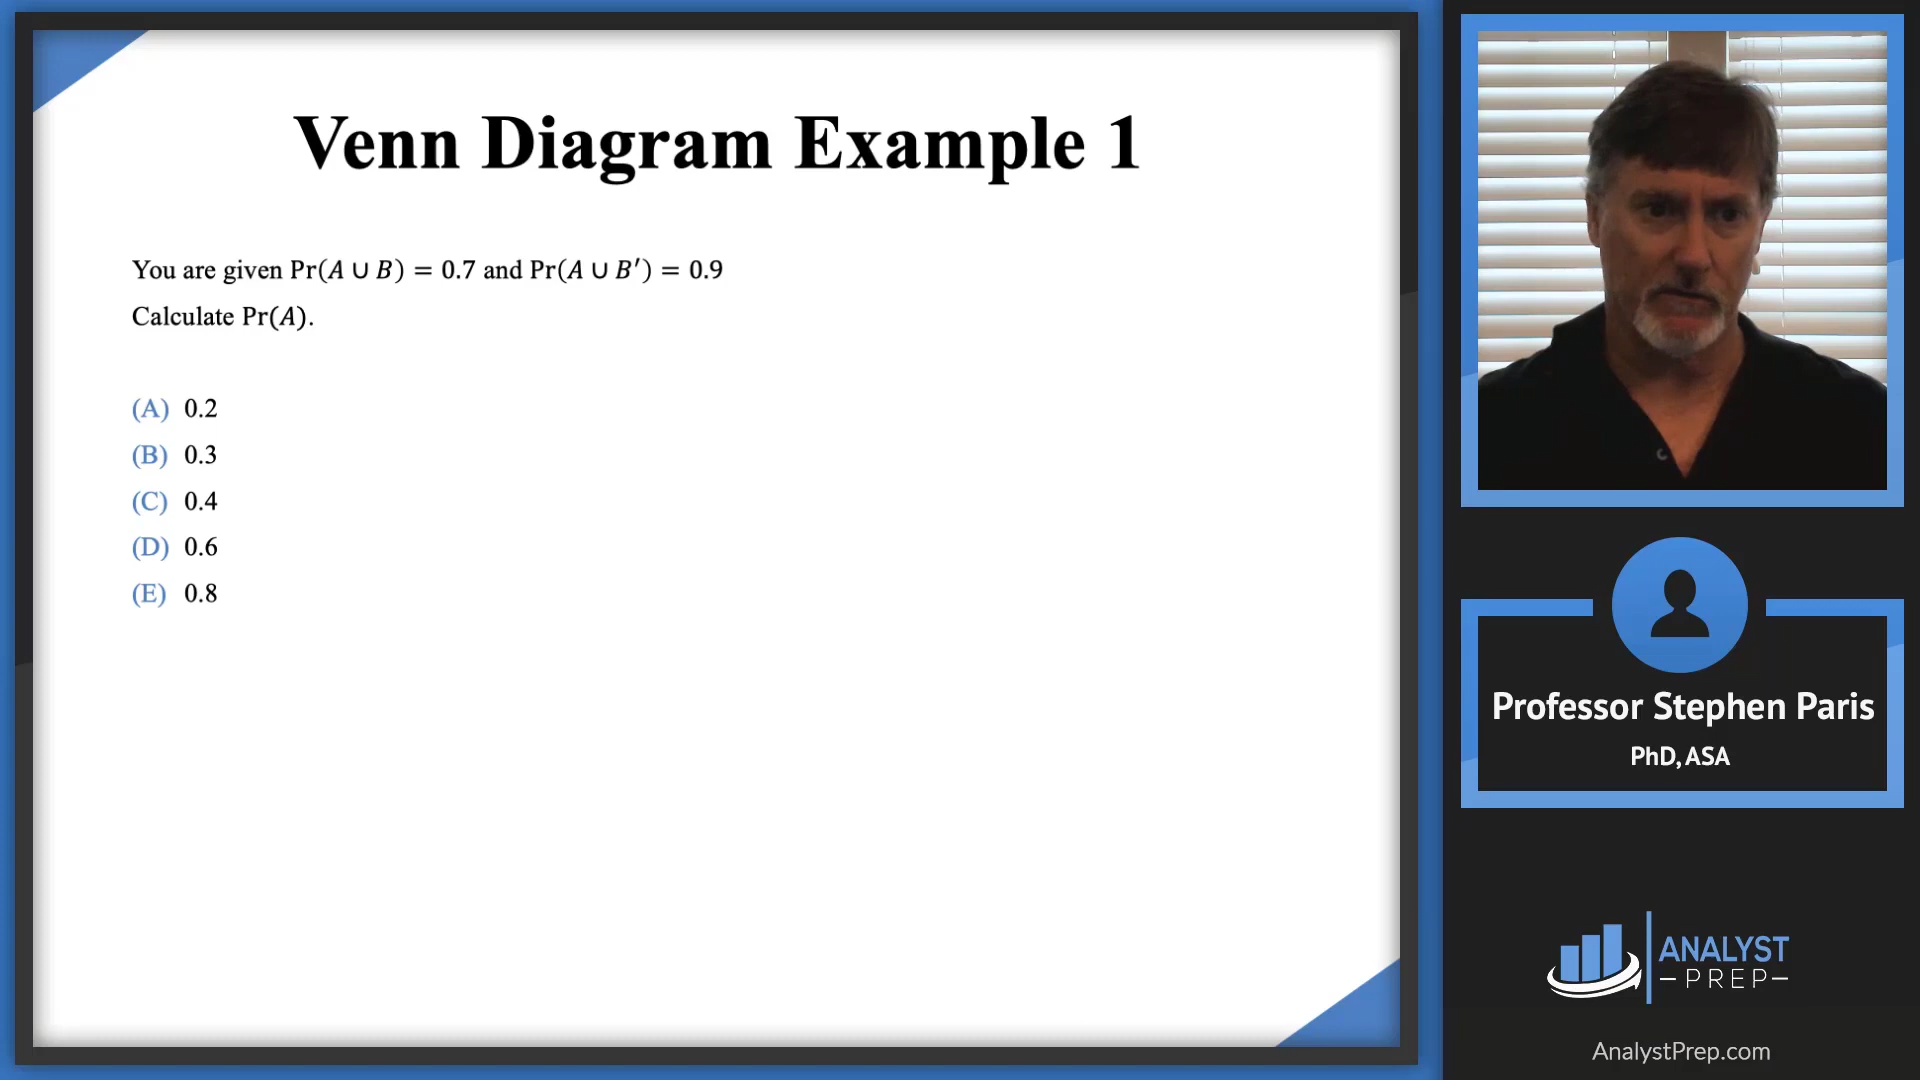 Venn Diagram Example 1
You are given Pr(A ∪ B) = 0.7 and Pr(A ∪ B′) = 0.9
Calculate Pr(A).
(A) 0.2
(B) 0.3
(C) 0.4
(D) 0.6
(E) 0.8
Professor Stephen Paris
PhD, ASA
ANALYST
PREP
AnalystPrep.com